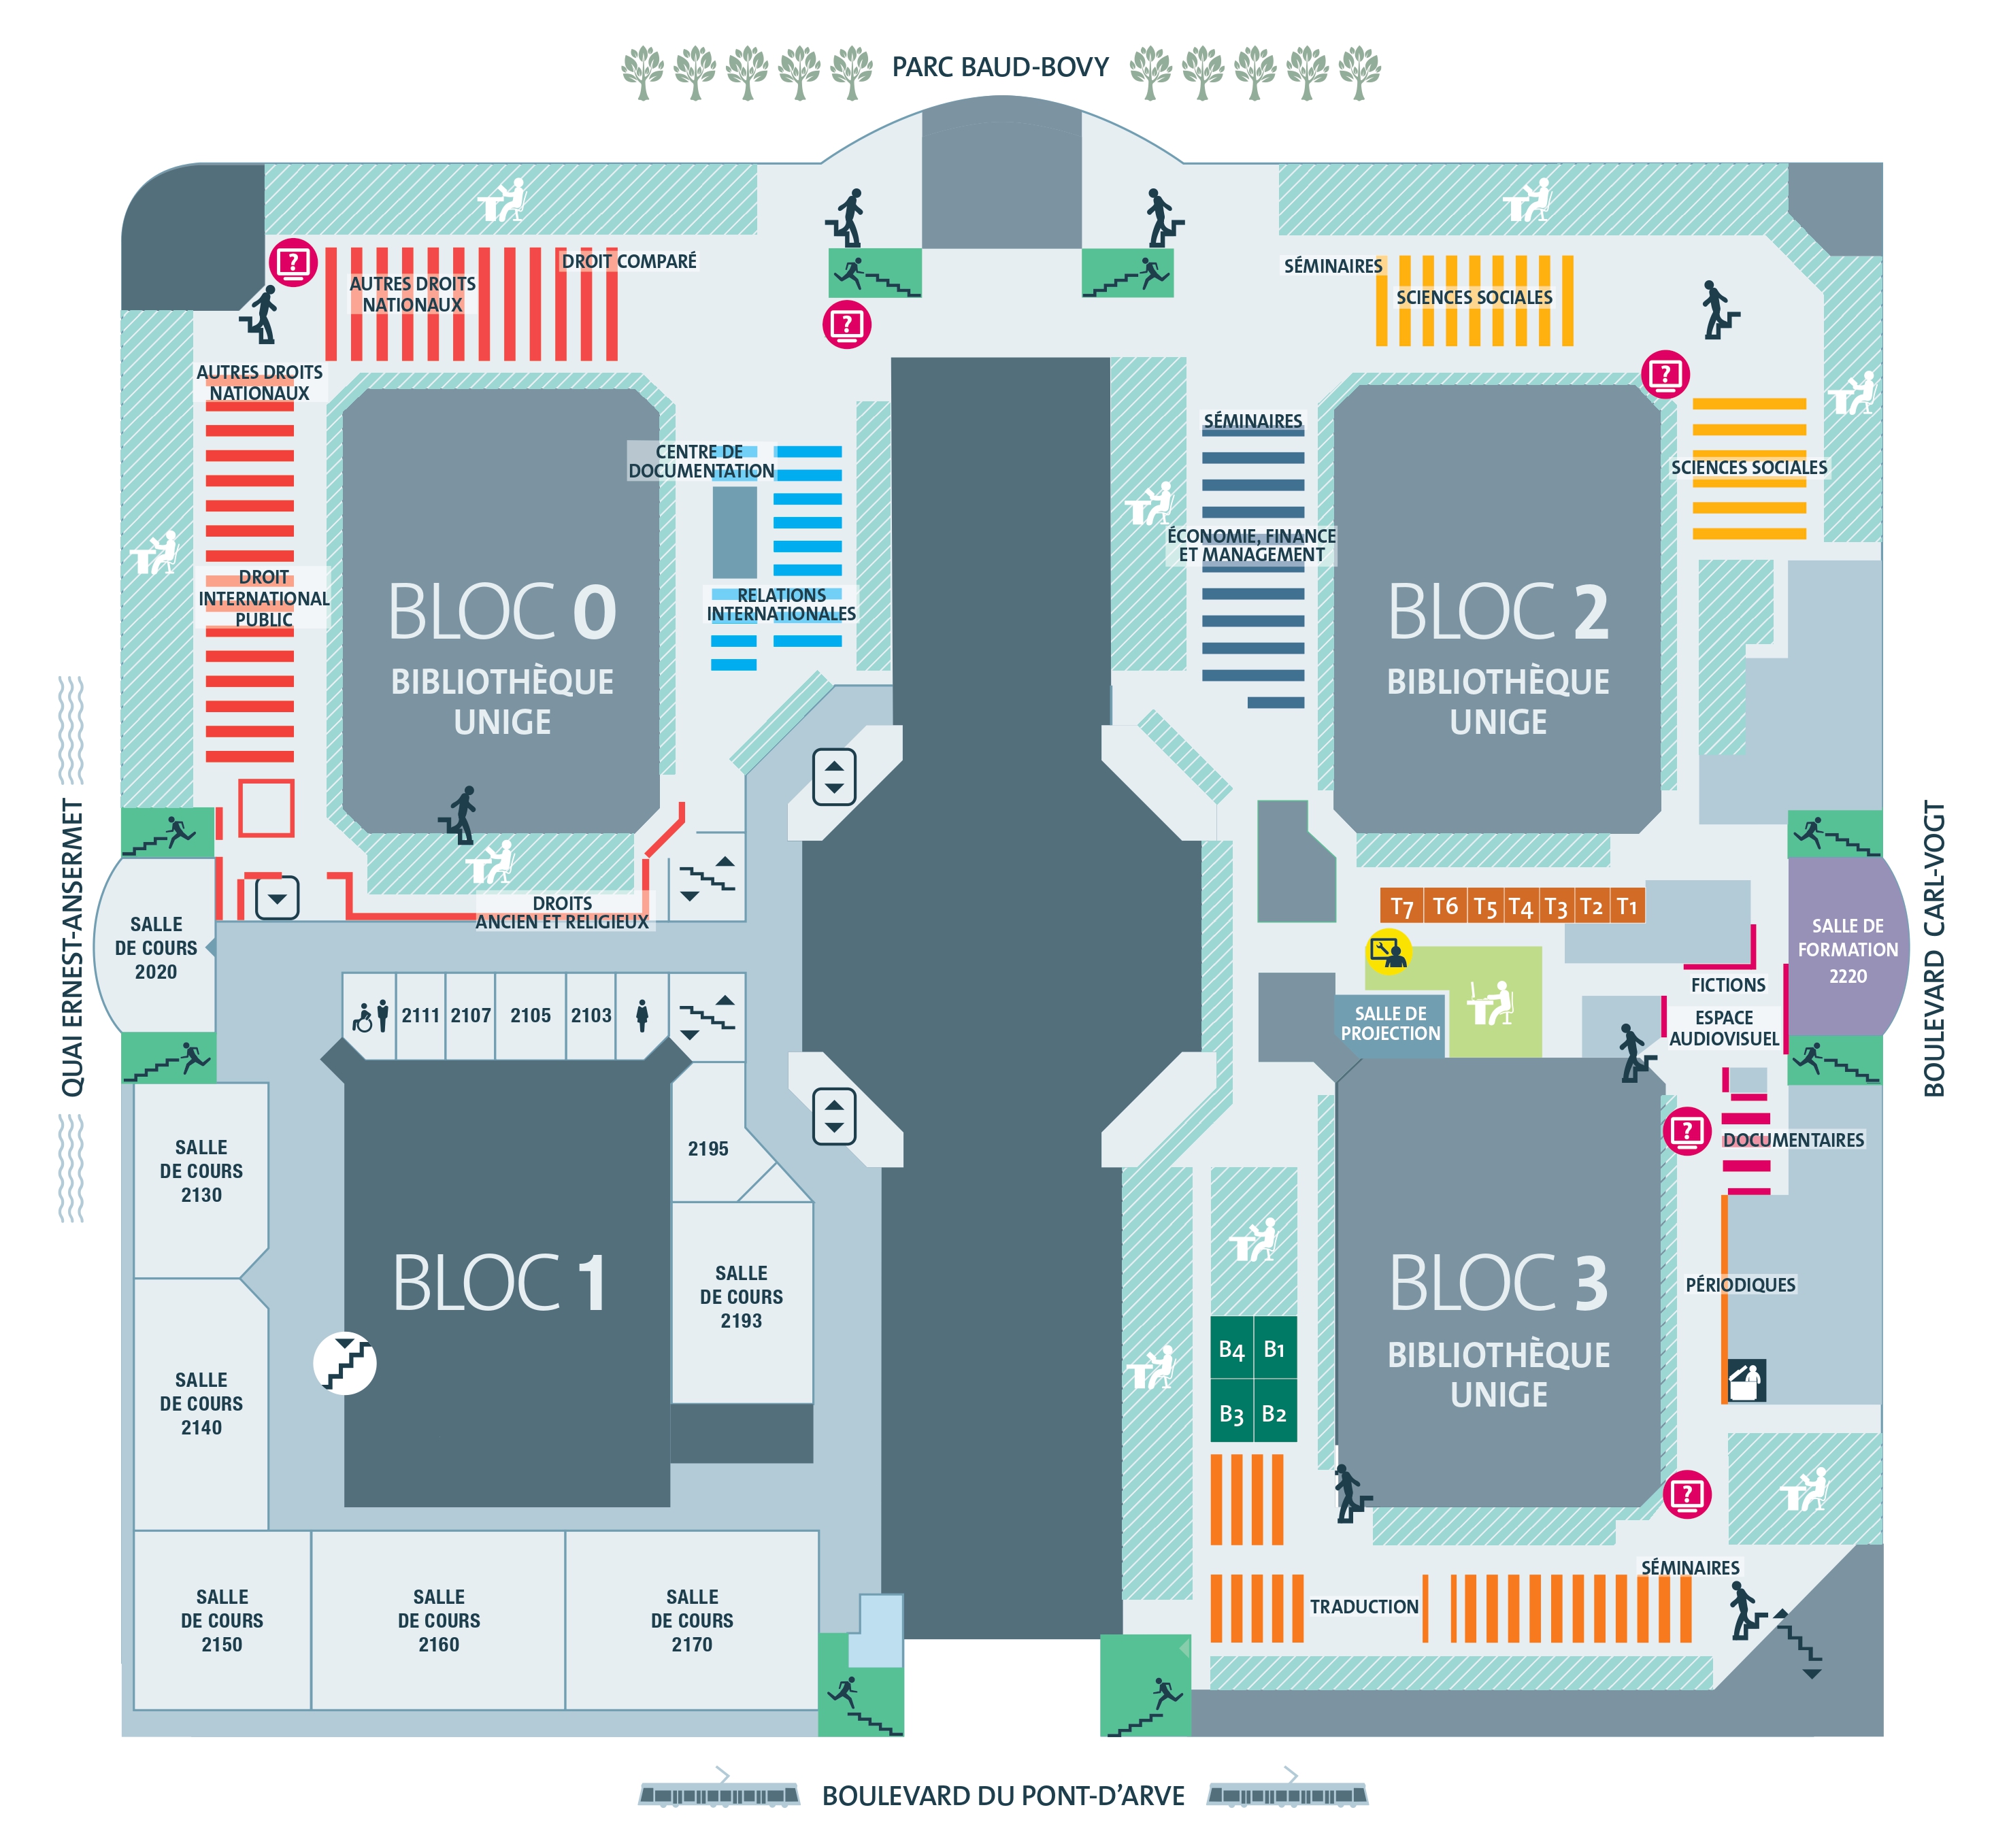 PARC BAUD-BOVY
DROIT COMPARÉ
AUTRES DROITS
NATIONAUX
SÉMINAIRES
SCIENCES SOCIALES
AUTRES DROITS
NATIONAUX
CENTRE DE
DOCUMENTATION
SÉMINAIRES
SCIENCES SOCIALES
ÉCONOMIE, FINANCE
ET MANAGEMENT
DROIT
INTERNATIONAL
PUBLIC
RELATIONS
INTERNATIONALES
BLOC 0
BIBLIOTHÈQUE
UNIGE
BLOC 2
BIBLIOTHÈQUE
UNIGE
QUAI ERNEST-ANSERMET
BOULEVARD CARL-VOGT
DROITS
ANCIEN ET RELIGIEUX
T7 T6 T5 T4 T3 T2 T1
SALLE
DE COURS
2020
SALLE DE
FORMATION
2220
FICTIONS
ESPACE
AUDIOVISUEL
SALLE DE
PROJECTION
2111 2107 2105 2103
SALLE
DE COURS
2130
2195
DOCUMENTAIRES
BLOC 1
SALLE
DE COURS
2193
BLOC 3
BIBLIOTHÈQUE
UNIGE
PÉRIODIQUES
B4 B1
B3 B2
SALLE
DE COURS
2140
SÉMINAIRES
TRADUCTION
SALLE
DE COURS
2150
SALLE
DE COURS
2160
SALLE
DE COURS
2170
BOULEVARD DU PONT-D'ARVE